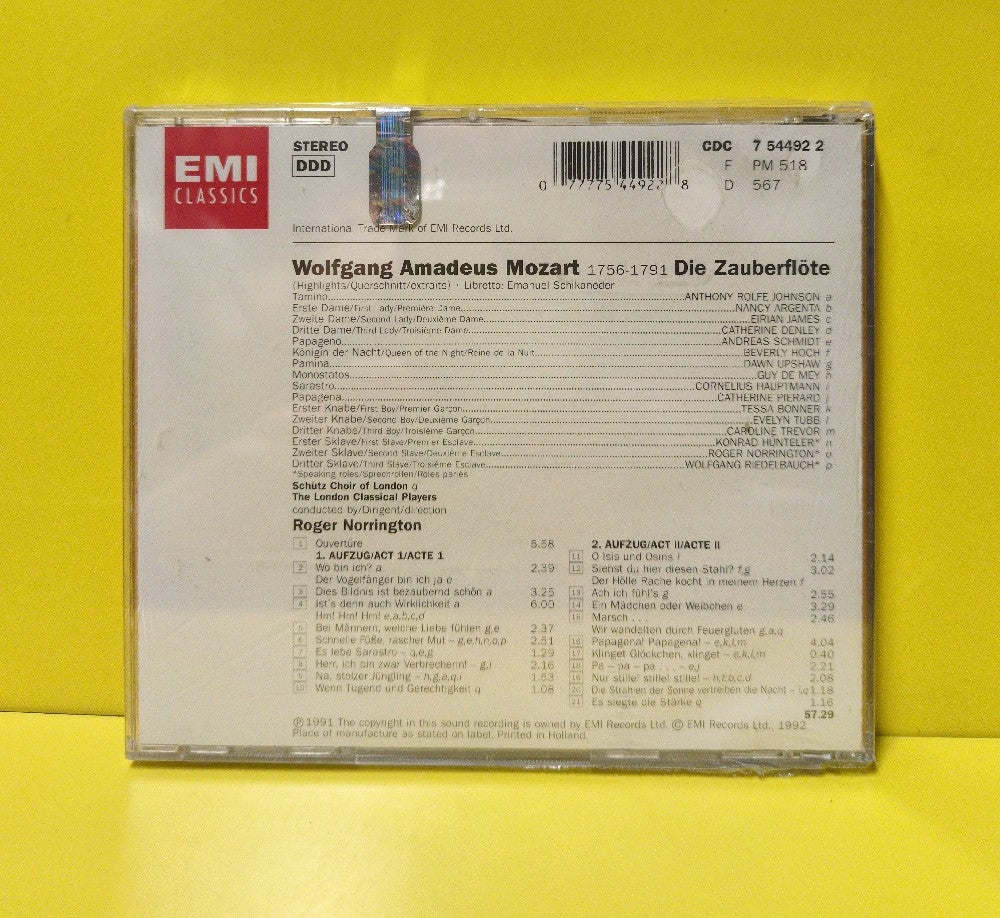 EMI
CLASSICS
STEREO
DDD
0 77775 44922 8
CDC 7 54492 2
F PM 518
D 567
International Trade Mark of EMI Records Ltd.
Wolfgang Amadeus Mozart 1756-1791 Die Zauberflöte
(Highlights/Querschnitt/extraits) · Libretto: Emanuel Schikaneder
Tamino ANTHONY ROLFE JOHNSON a
Erste Dame/First Lady/Première Dame NANCY ARGENTA b
Zweite Dame/Second Lady/Deuxième Dame EIRIAN JAMES c
Dritte Dame/Third Lady/Troisième Dame CATHERINE DENLEY d
Papageno ANDREAS SCHMIDT e
Königin der Nacht/Queen of the Night/Reine de la Nuit BEVERLY HOCH f
Pamina DAWN UPSHAW g
Monostatos GUY DE MEY h
Sarastro CORNELIUS HAUPTMANN i
Papagena CATHERINE PIERARD j
Erster Knabe/First Boy/Premier Garçon TESSA BONNER k
Zweiter Knabe/Second Boy/Deuxième Garçon EVELYN TUBB l
Dritter Knabe/Third Boy/Troisième Garçon CAROLINE TREVOR m
Erster Sklave/First Slave/Premier Esclave KONRAD HÜNTELER* n
Zweiter Sklave/Second Slave/Deuxième Esclave ROGER NORRINGTON* o
Dritter Sklave/Third Slave/Troisième Esclave WOLFGANG RIEDELBAUCH* p
*Speaking roles/Sprechrollen/Rôles parlés
Schütz Choir of London q
The London Classical Players
conducted by/Dirigent/direction
Roger Norrington
1 Ouvertüre 5.58
1. AUFZUG/ACT 1/ACTE 1
2 Wo bin ich? a 2.39
Der Vogelfänger bin ich ja e
3 Dies Bildnis ist bezaubernd schön a 3.25
4 Ist's denn auch Wirklichkeit a 6.00
Hm! Hm! Hm! e,a,b,c,d
5 Bei Männern, welche Liebe fühlen g,e 2.37
6 Schnelle Füße, rascher Mut – g,e,h,n,o,p 2.51
7 Es lebe Sarastro – q,e,g 1.29
8 Herr, ich bin zwar Verbrecherin! – g,i 2.16
9 Na, stolzer Jüngling – h,g,a,q,i 1.53
10 Wenn Tugend und Gerechtigkeit q 1.08
2. AUFZUG/ACT II/ACTE II
11 O Isis und Osiris i 2.14
12 Siehst du hier diesen Stahl? f,g 3.02
Der Hölle Rache kocht in meinem Herzen f
13 Ach ich fühl's g 2.55
14 Ein Mädchen oder Weibchen e 3.29
15 Marsch . . . 2.46
Wir wandelten durch Feuergluten g,a,q
16 Papagena! Papagena! – e,k,l,m 4.04
17 Klinget Glöckchen, klinget – e,k,l,m 0.40
18 Pa – pa – pa . . . – e,j 2.21
19 Nur stille! stille! stille! – h,f,b,c,d 2.08
20 Die Strahlen der Sonne vertreiben die Nacht – i,q 1.18
21 Es siegte die Stärke q 1.16
57.29
℗ 1991 The copyright in this sound recording is owned by EMI Records Ltd. © EMI Records Ltd., 1992
Place of manufacture as stated on label. Printed in Holland.